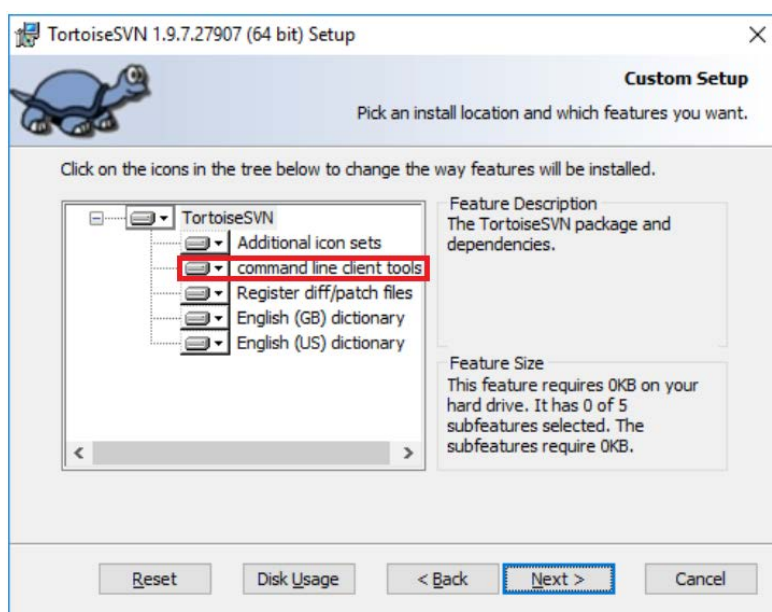 TortoiseSVN 1.9.7.27907 (64 bit) Setup
Custom Setup
Pick an install location and which features you want.
Click on the icons in the tree below to change the way features will be installed.
TortoiseSVN
Additional icon sets
command line client tools
Register diff/patch files
English (GB) dictionary
English (US) dictionary
Feature Description
The TortoiseSVN package and
dependencies.
Feature Size
This feature requires 0KB on your
hard drive. It has 0 of 5
subfeatures selected. The
subfeatures require 0KB.
Reset
Disk Usage
< Back
Next >
Cancel